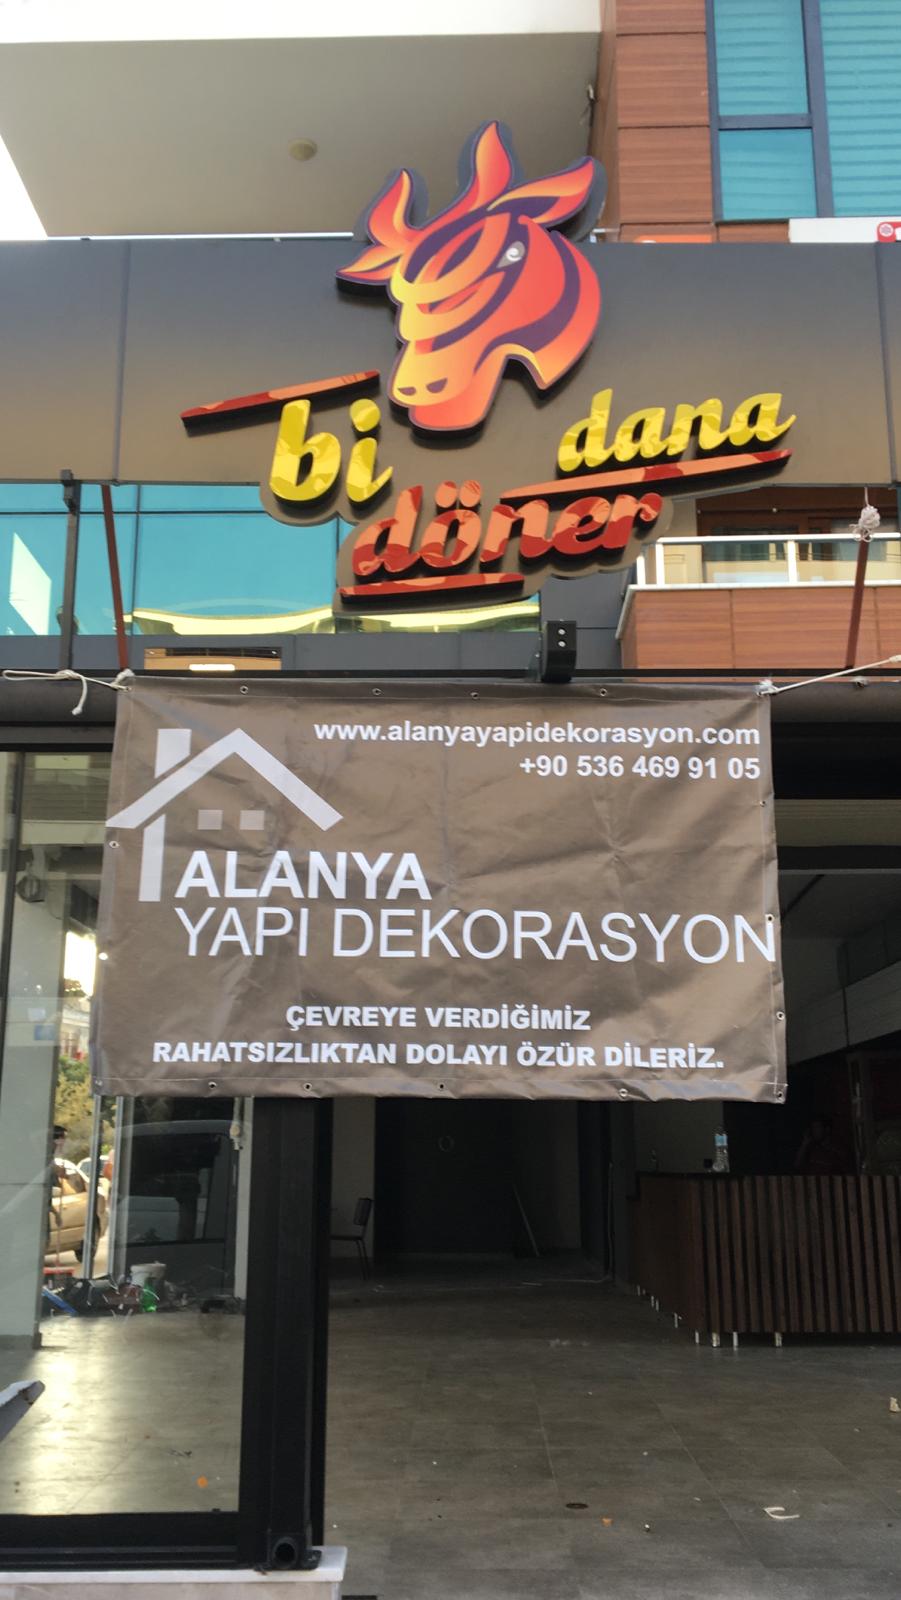 bi dana
döner
www.alanyayapidekorasyon.com
+90 536 469 91 05
ALANYA
YAPI DEKORASYON
ÇEVREYE VERDİĞİMİZ
RAHATSIZLIKTAN DOLAYI ÖZÜR DİLERİZ.